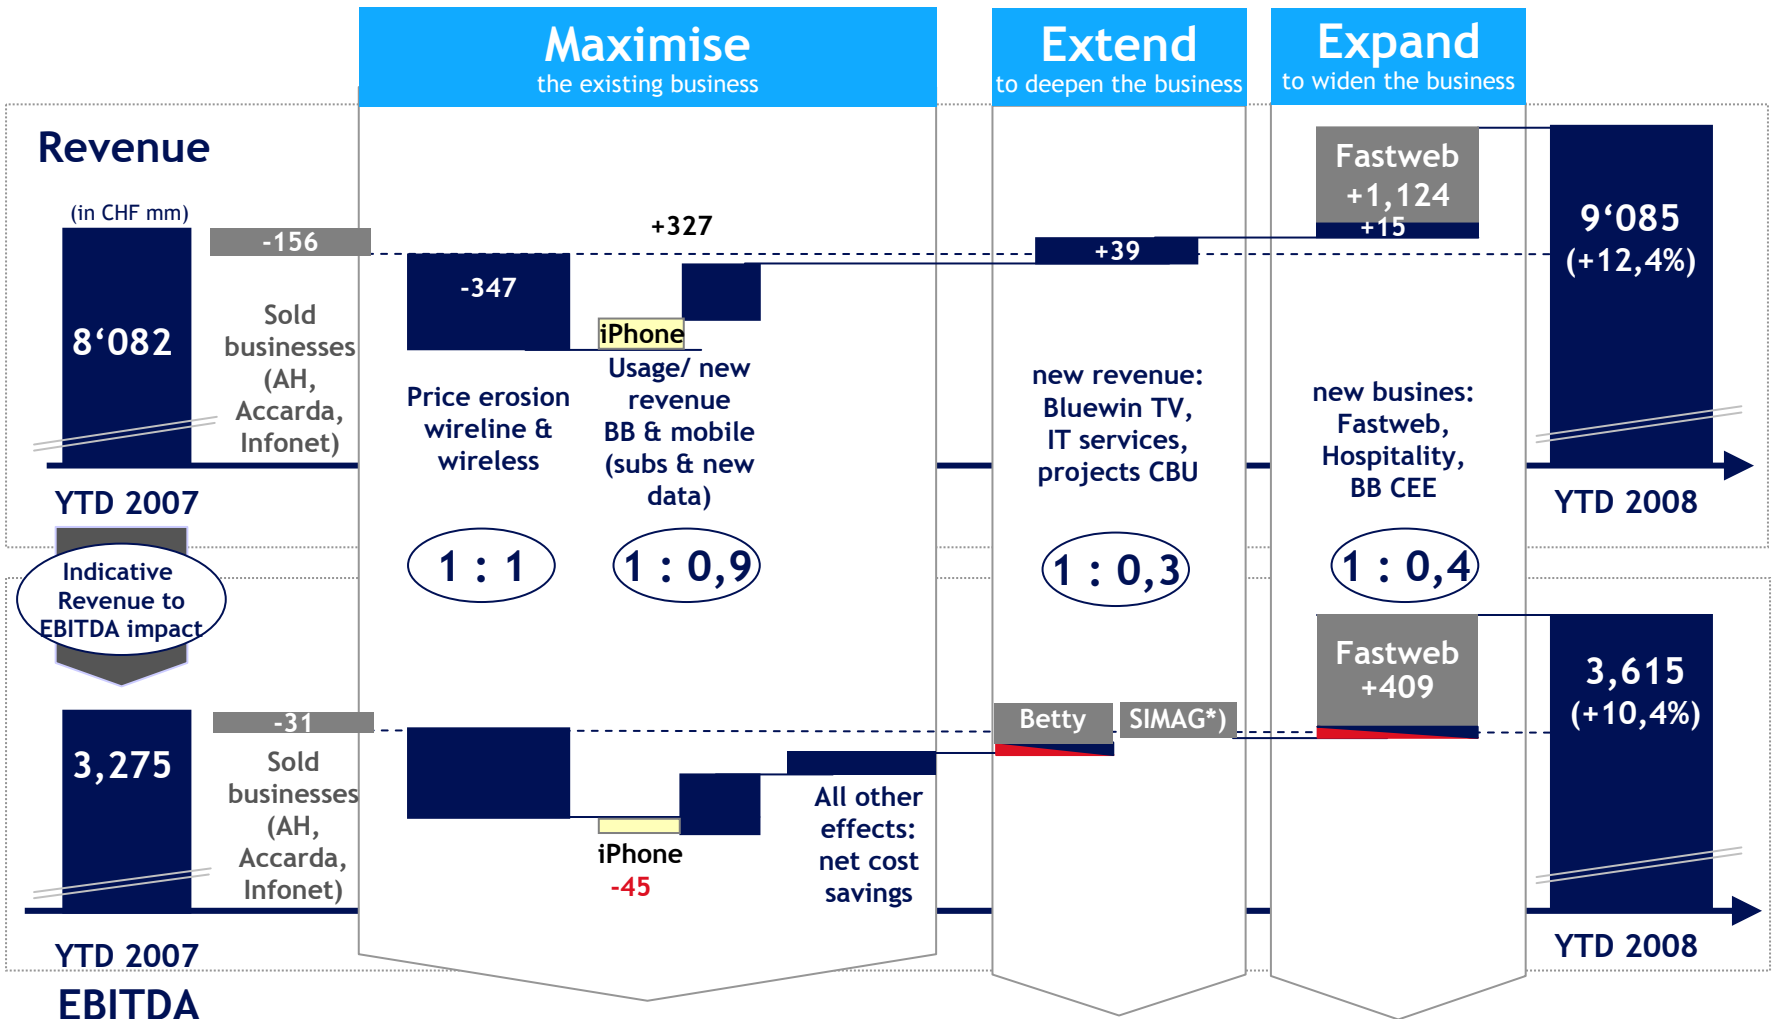 Maximise
the existing business
Extend
to deepen the business
Expand
to widen the business
Revenue
(in CHF mm)
8‘082
-156
Sold
businesses
(AH,
Accarda,
Infonet)
-347
Price erosion
wireline &
wireless
+327
iPhone
Usage/ new
revenue
BB & mobile
(subs & new
data)
+39
new revenue:
Bluewin TV,
IT services,
projects CBU
Fastweb
+1,124
+15
new busines:
Fastweb,
Hospitality,
BB CEE
9‘085
(+12,4%)
YTD 2007
YTD 2008
Indicative
Revenue to
EBITDA impact
1 : 1
1 : 0,9
1 : 0,3
1 : 0,4
3,275
-31
Sold
businesses
(AH,
Accarda,
Infonet)
iPhone
-45
All other
effects:
net cost
savings
Betty
SIMAG*)
Fastweb
+409
3,615
(+10,4%)
YTD 2007
YTD 2008
EBITDA